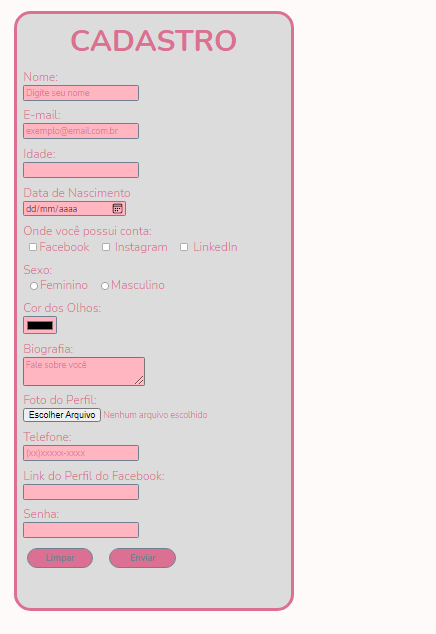 CADASTRO
Nome:
Digite seu nome
E-mail:
exemplo@email.com.br
Idade:
Data de Nascimento
dd/mm/aaaa
Onde você possui conta:
Facebook Instagram LinkedIn
Sexo:
Feminino Masculino
Cor dos Olhos:
Biografia:
Fale sobre você
Foto do Perfil:
Escolher Arquivo Nenhum arquivo escolhido
Telefone:
(xx)xxxxx-xxxx
Link do Perfil do Facebook:
Senha:
Limpar Enviar